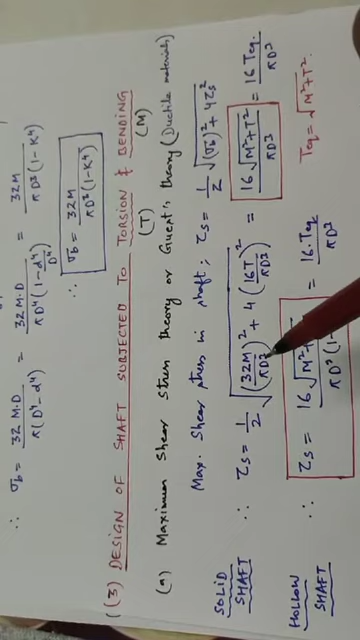 ∴ σb = 32 M.D / π(D⁴ - d⁴) = 32 M.D / πD⁴(1 - d⁴/D⁴) = 32M / πD³(1 - K⁴)
∴ σb = 32M / πD³(1 - K⁴)
(3) DESIGN OF SHAFT SUBJECTED TO TORSION & BENDING
(T) (M)
(a) Maximum Shear Stress theory or Guest's theory (Ductile materials)
Max. Shear stress in shaft, τs = 1/2 √(σb)² + 4τs²
SOLID SHAFT ∴ τs = 1/2 √(32M / πD³)² + 4(16T / πD³)² = 16√M²+T² / πD³ = 16 Teq / πD³
Teq = √M²+T²
HOLLOW SHAFT ∴ τs = 16√M² / πD³(1- = 16.Teq / πD³